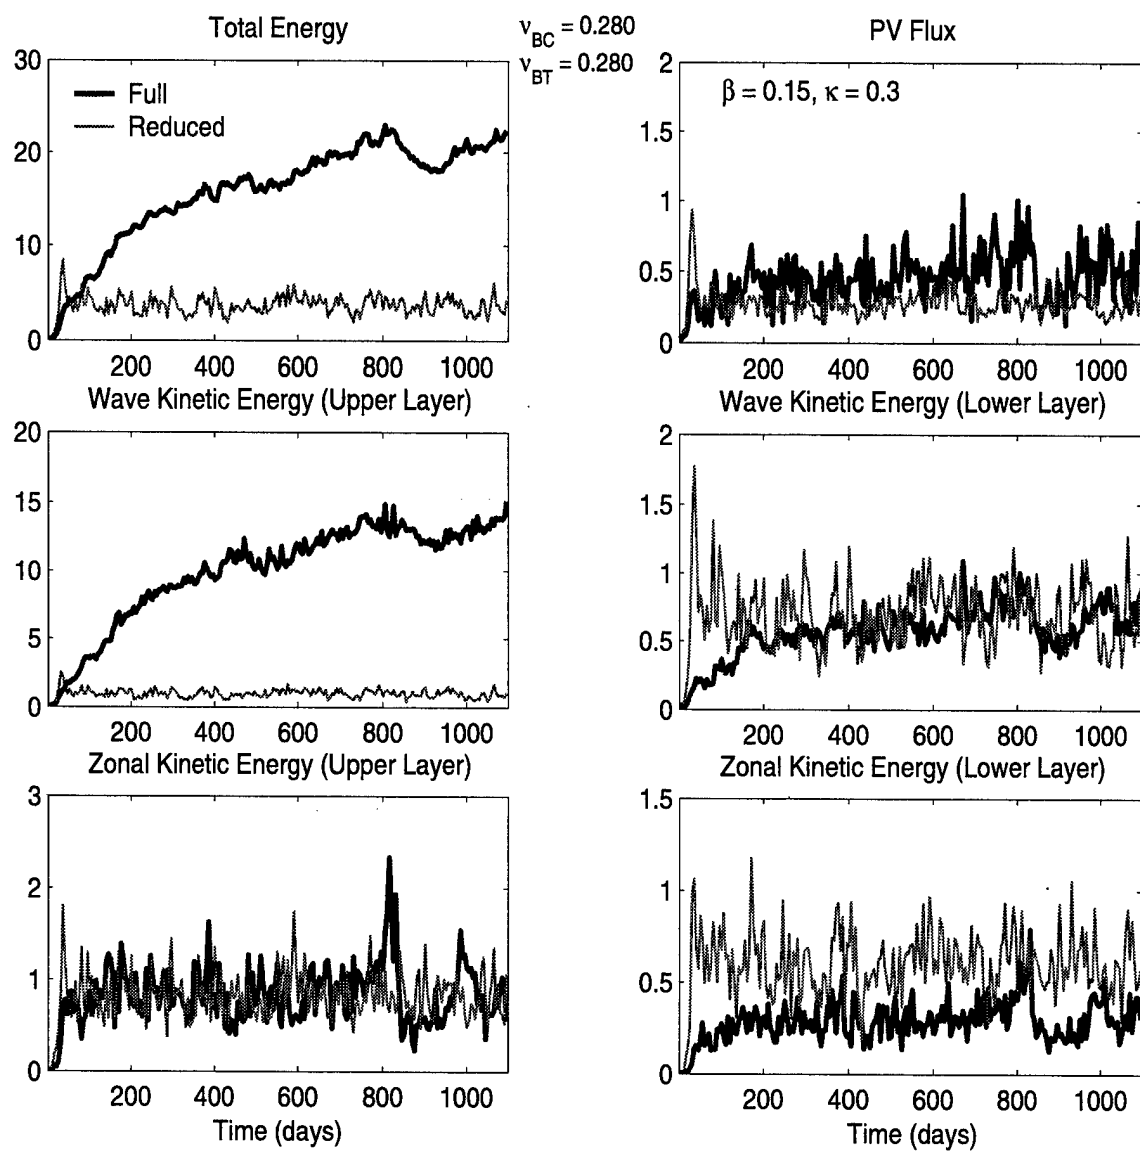 Total Energy
ν_BC = 0.280
ν_BT = 0.280
PV Flux
30
20
10
0
Full
Reduced
200 400 600 800 1000
2
1.5
1
0.5
0
β = 0.15, κ = 0.3
200 400 600 800 1000
Wave Kinetic Energy (Upper Layer)
20
15
10
5
0
200 400 600 800 1000
Wave Kinetic Energy (Lower Layer)
2
1.5
1
0.5
0
200 400 600 800 1000
Zonal Kinetic Energy (Upper Layer)
3
2
1
0
200 400 600 800 1000
Time (days)
Zonal Kinetic Energy (Lower Layer)
1.5
1
0.5
0
200 400 600 800 1000
Time (days)